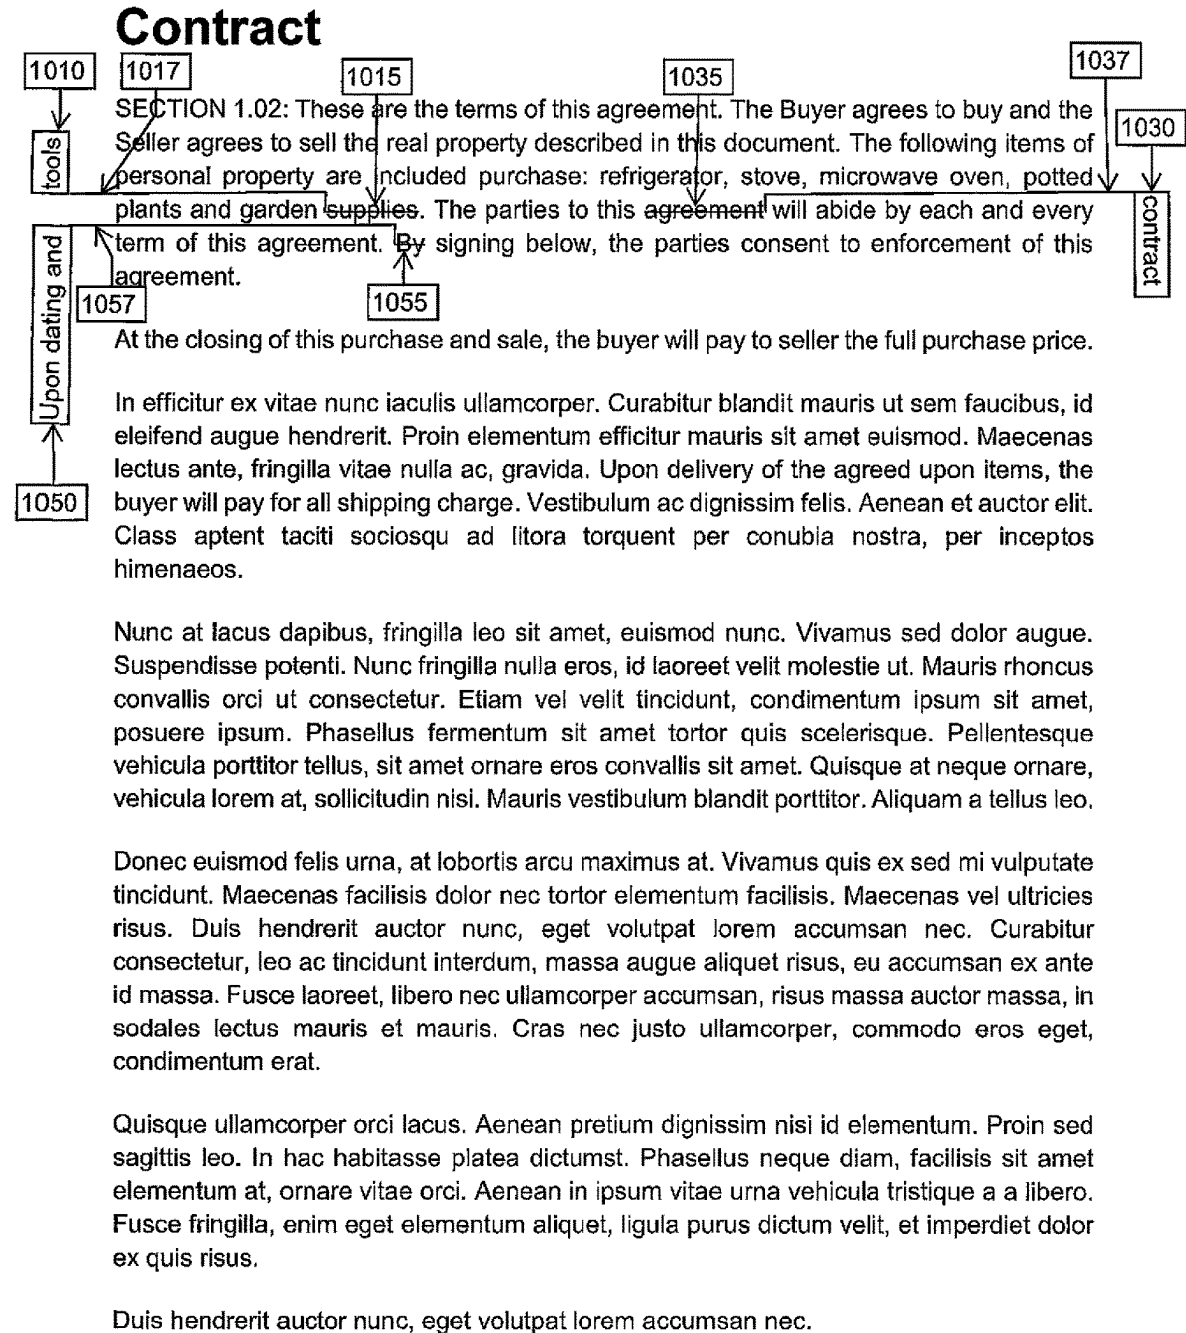 Contract
1010
1017
1015
1035
1037
1030
SECTION 1.02: These are the terms of this agreement. The Buyer agrees to buy and the
Seller agrees to sell the real property described in this document. The following items of
personal property are included purchase: refrigerator, stove, microwave oven, potted
plants and garden supplies. The parties to this agreement will abide by each and every
term of this agreement. By signing below, the parties consent to enforcement of this
agreement.
tools
contract
Upon dating and
1057
1055
1050
At the closing of this purchase and sale, the buyer will pay to seller the full purchase price.
In efficitur ex vitae nunc iaculis ullamcorper. Curabitur blandit mauris ut sem faucibus, id
eleifend augue hendrerit. Proin elementum efficitur mauris sit amet euismod. Maecenas
lectus ante, fringilla vitae nulla ac, gravida. Upon delivery of the agreed upon items, the
buyer will pay for all shipping charge. Vestibulum ac dignissim felis. Aenean et auctor elit.
Class aptent taciti sociosqu ad litora torquent per conubia nostra, per inceptos
himenaeos.
Nunc at lacus dapibus, fringilla leo sit amet, euismod nunc. Vivamus sed dolor augue.
Suspendisse potenti. Nunc fringilla nulla eros, id laoreet velit molestie ut. Mauris rhoncus
convallis orci ut consectetur. Etiam vel velit tincidunt, condimentum ipsum sit amet,
posuere ipsum. Phasellus fermentum sit amet tortor quis scelerisque. Pellentesque
vehicula porttitor tellus, sit amet ornare eros convallis sit amet. Quisque at neque ornare,
vehicula lorem at, sollicitudin nisi. Mauris vestibulum blandit porttitor. Aliquam a tellus leo.
Donec euismod felis urna, at lobortis arcu maximus at. Vivamus quis ex sed mi vulputate
tincidunt. Maecenas facilisis dolor nec tortor elementum facilisis. Maecenas vel ultricies
risus. Duis hendrerit auctor nunc, eget volutpat lorem accumsan nec. Curabitur
consectetur, leo ac tincidunt interdum, massa augue aliquet risus, eu accumsan ex ante
id massa. Fusce laoreet, libero nec ullamcorper accumsan, risus massa auctor massa, in
sodales lectus mauris et mauris. Cras nec justo ullamcorper, commodo eros eget,
condimentum erat.
Quisque ullamcorper orci lacus. Aenean pretium dignissim nisi id elementum. Proin sed
sagittis leo. In hac habitasse platea dictumst. Phasellus neque diam, facilisis sit amet
elementum at, ornare vitae orci. Aenean in ipsum vitae urna vehicula tristique a a libero.
Fusce fringilla, enim eget elementum aliquet, ligula purus dictum velit, et imperdiet dolor
ex quis risus.
Duis hendrerit auctor nunc, eget volutpat lorem accumsan nec.